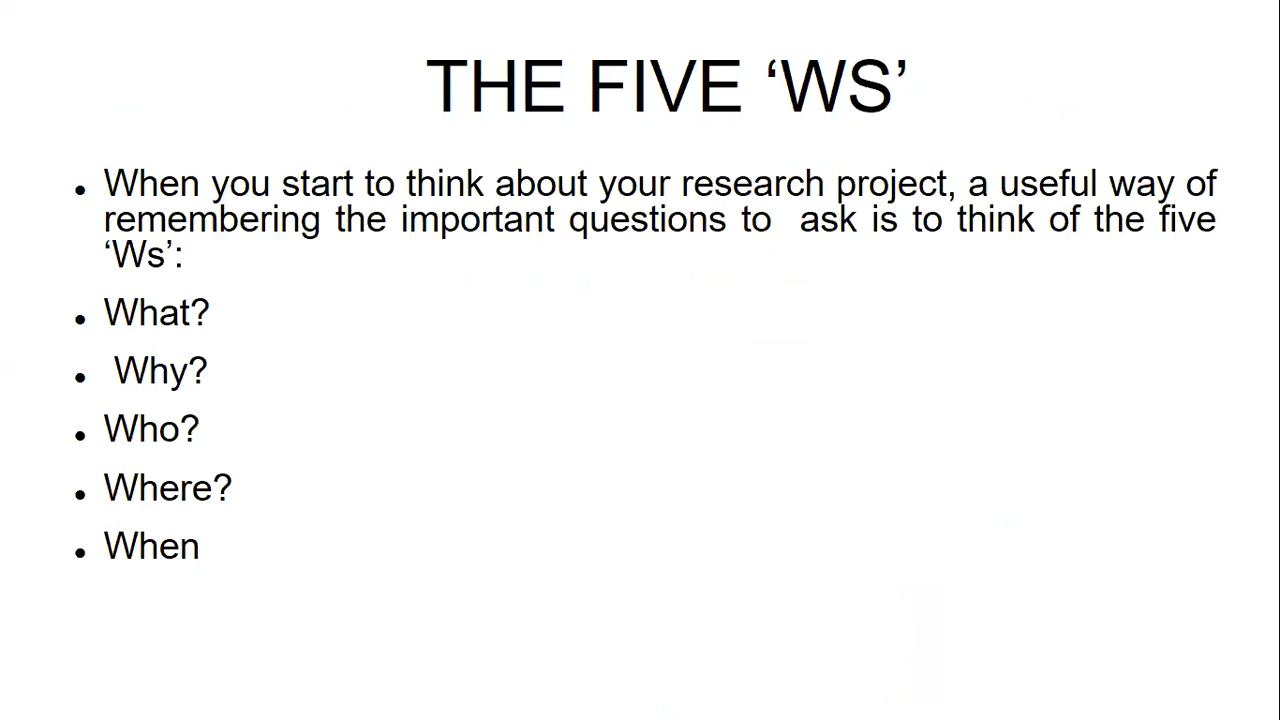 THE FIVE ‘WS’
• When you start to think about your research project, a useful way of
remembering the important questions to  ask is to think of the five
‘Ws’:
• What?
• Why?
• Who?
• Where?
• When